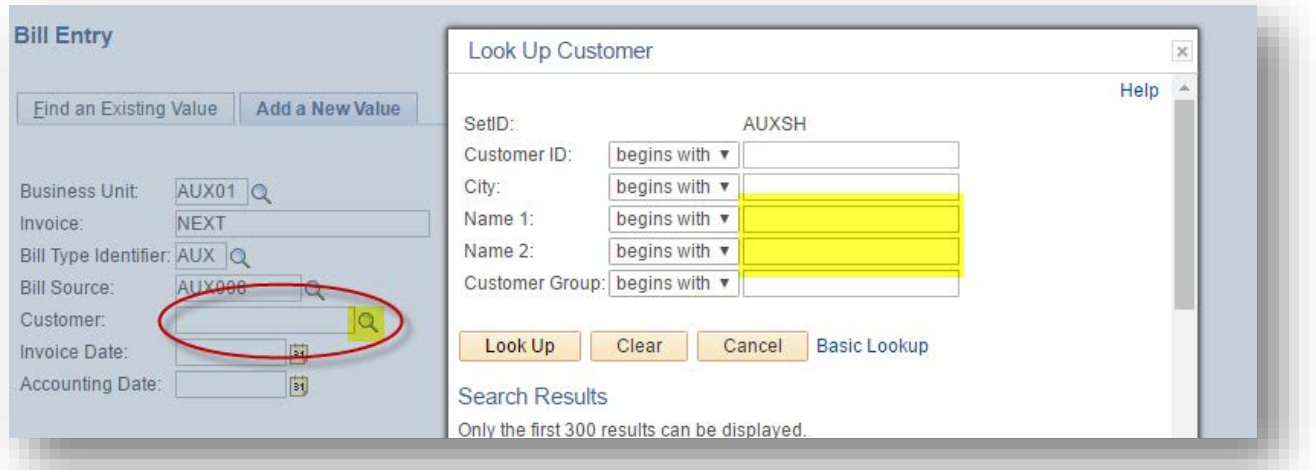 Bill Entry
Find an Existing Value Add a New Value
Business Unit: AUX01
Invoice: NEXT
Bill Type Identifier: AUX
Bill Source: AUX008
Customer:
Invoice Date: 31
Accounting Date: 31
Look Up Customer
Help
SetID: AUXSH
Customer ID: begins with
City: begins with
Name 1: begins with
Name 2: begins with
Customer Group: begins with
Look Up Clear Cancel Basic Lookup
Search Results
Only the first 300 results can be displayed.